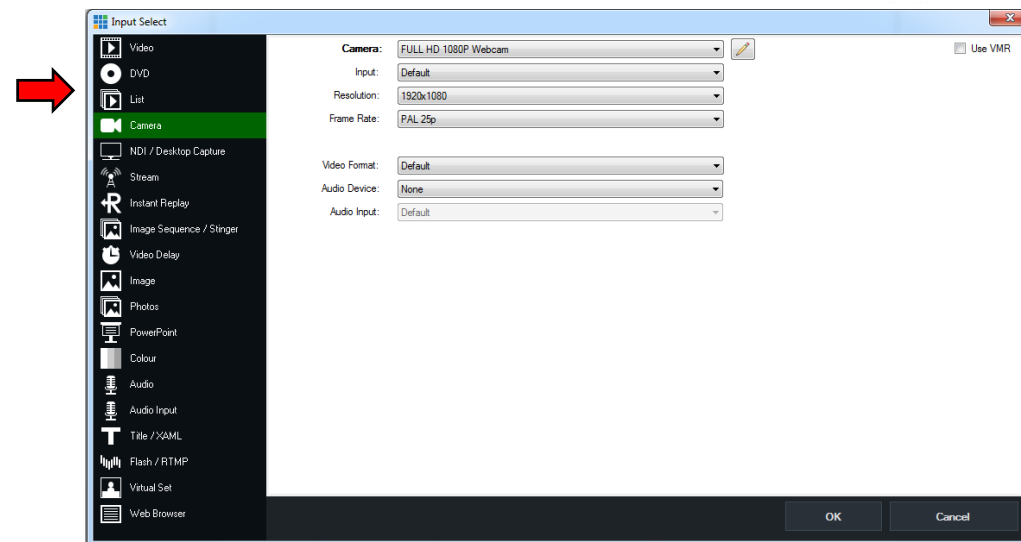 Input Select
Video
DVD
List
Camera
NDI / Desktop Capture
Stream
Instant Replay
Image Sequence / Stinger
Video Delay
Image
Photos
PowerPoint
Colour
Audio
Audio Input
Title / XAML
Flash / RTMP
Virtual Set
Web Browser
Camera: FULL HD 1080P Webcam Use VMR
Input: Default
Resolution: 1920x1080
Frame Rate: PAL 25p
Video Format: Default
Audio Device: None
Audio Input: Default
OK Cancel